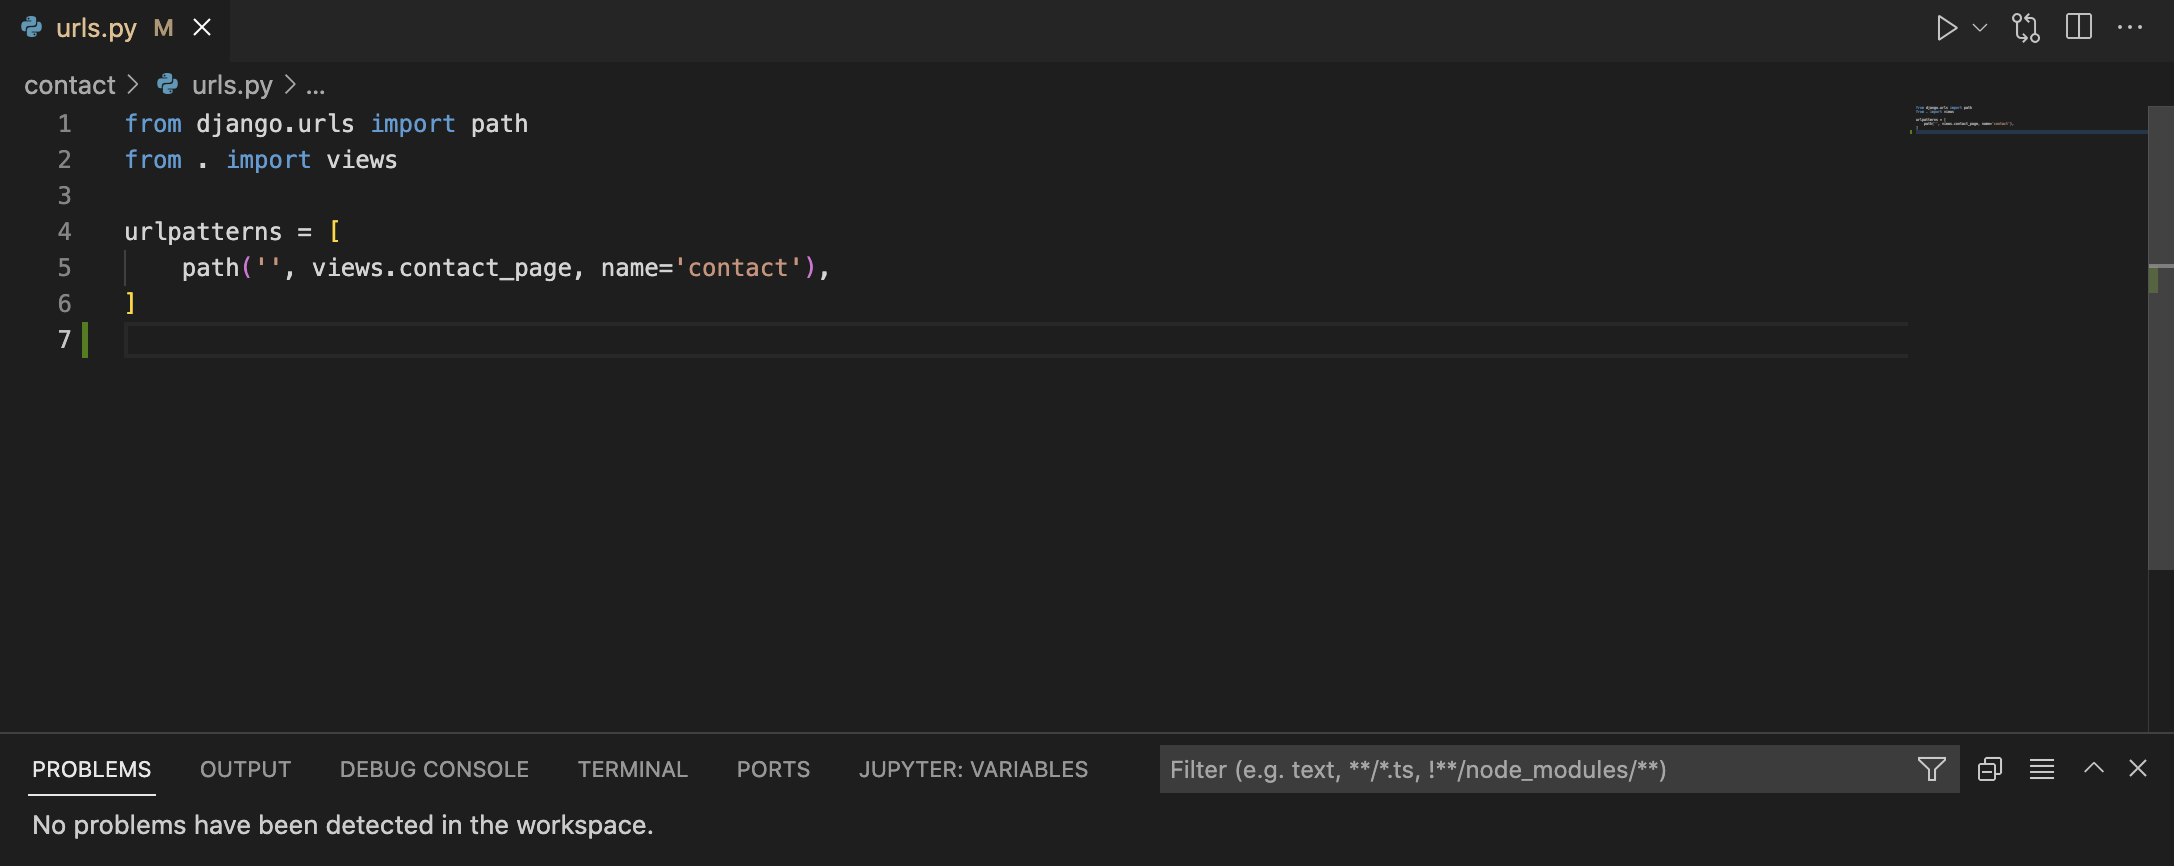 urls.py M
contact > urls.py > ...
1 from django.urls import path
2 from . import views
3
4 urlpatterns = [
5     path('', views.contact_page, name='contact'),
6 ]
7
PROBLEMS OUTPUT DEBUG CONSOLE TERMINAL PORTS JUPYTER: VARIABLES Filter (e.g. text, **/*.ts, !**/node_modules/**)
No problems have been detected in the workspace.